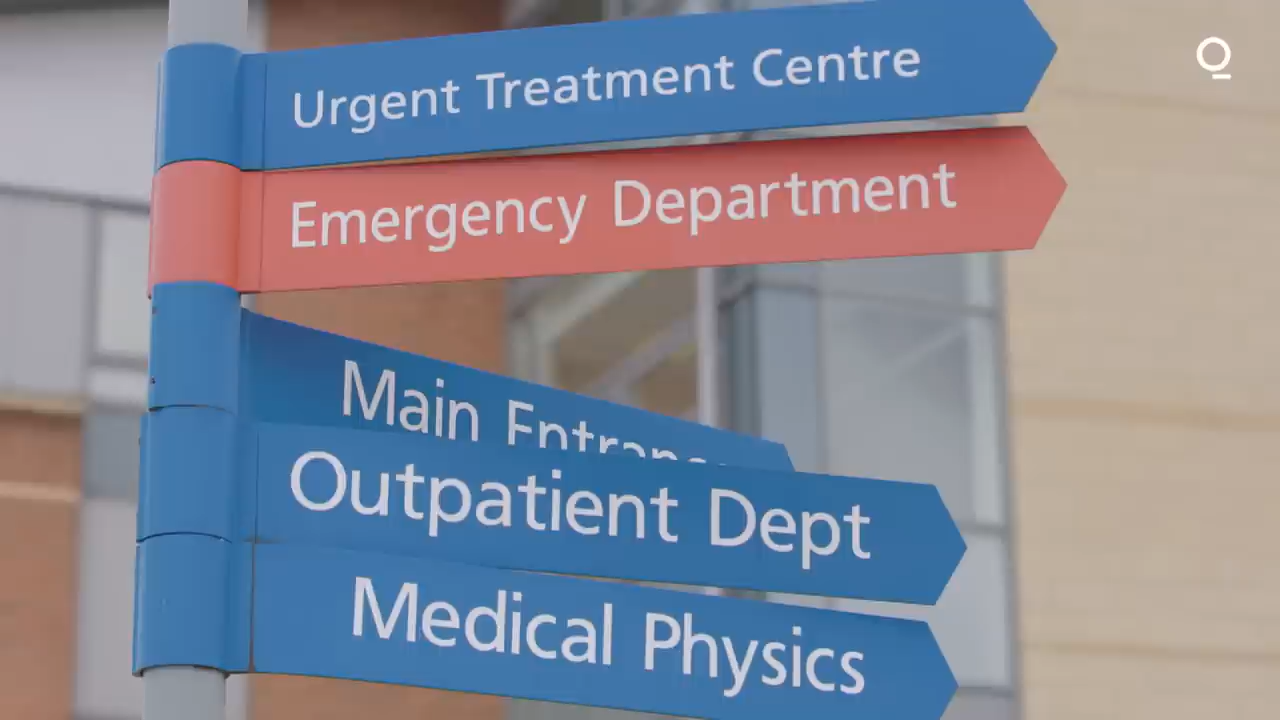 Urgent Treatment Centre
Emergency Department
Main
Outpatient Dept
Medical Physics